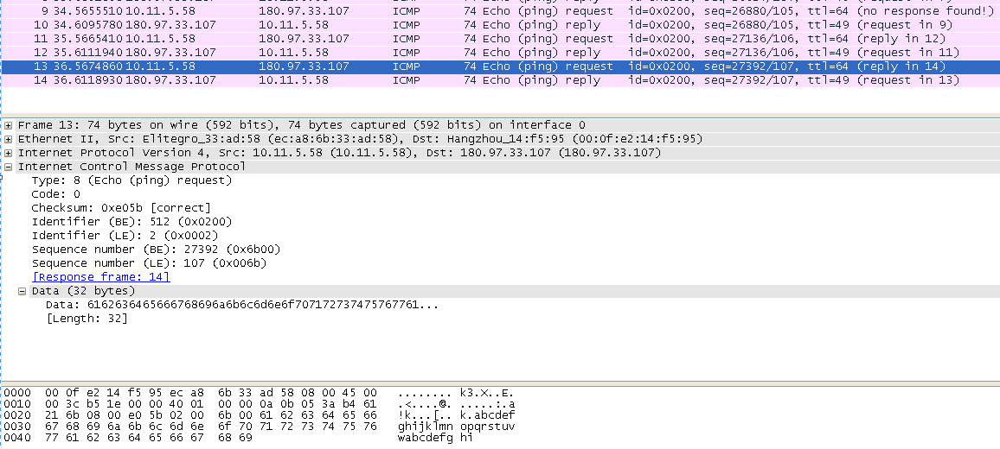 9 34.5655510 10.11.5.58 180.97.33.107 ICMP 74 Echo (ping) request id=0x0200, seq=26880/105, ttl=64 (no response found!)
10 34.6095780 180.97.33.107 10.11.5.58 ICMP 74 Echo (ping) reply id=0x0200, seq=26880/105, ttl=49 (request in 9)
11 35.5665410 10.11.5.58 180.97.33.107 ICMP 74 Echo (ping) request id=0x0200, seq=27136/106, ttl=64 (reply in 12)
12 35.6111940 180.97.33.107 10.11.5.58 ICMP 74 Echo (ping) reply id=0x0200, seq=27136/106, ttl=49 (request in 11)
13 36.5674860 10.11.5.58 180.97.33.107 ICMP 74 Echo (ping) request id=0x0200, seq=27392/107, ttl=64 (reply in 14)
14 36.6118930 180.97.33.107 10.11.5.58 ICMP 74 Echo (ping) reply id=0x0200, seq=27392/107, ttl=49 (request in 13)
Frame 13: 74 bytes on wire (592 bits), 74 bytes captured (592 bits) on interface 0
Ethernet II, Src: Elitegro_33:ad:58 (ec:a8:6b:33:ad:58), Dst: Hangzhou_14:f5:95 (00:0f:e2:14:f5:95)
Internet Protocol Version 4, Src: 10.11.5.58 (10.11.5.58), Dst: 180.97.33.107 (180.97.33.107)
Internet Control Message Protocol
Type: 8 (Echo (ping) request)
Code: 0
Checksum: 0xe05b [correct]
Identifier (BE): 512 (0x0200)
Identifier (LE): 2 (0x0002)
Sequence number (BE): 27392 (0x6b00)
Sequence number (LE): 107 (0x006b)
[Response frame: 14]
Data (32 bytes)
Data: 6162636465666768696a6b6c6d6e6f707172737475767761...
[Length: 32]
0000 00 0f e2 14 f5 95 ec a8 6b 33 ad 58 08 00 45 00 ........ k3.X..E.
0010 00 3c b5 1e 00 00 40 01 00 00 0a 0b 05 3a b4 61 .<....@. .....:.a
0020 21 6b 08 00 e0 5b 02 00 6b 00 61 62 63 64 65 66 !k...[.. k.abcdef
0030 67 68 69 6a 6b 6c 6d 6e 6f 70 71 72 73 74 75 76 ghijklmn opqrstuv
0040 77 61 62 63 64 65 66 67 68 69 wabcdefg hi